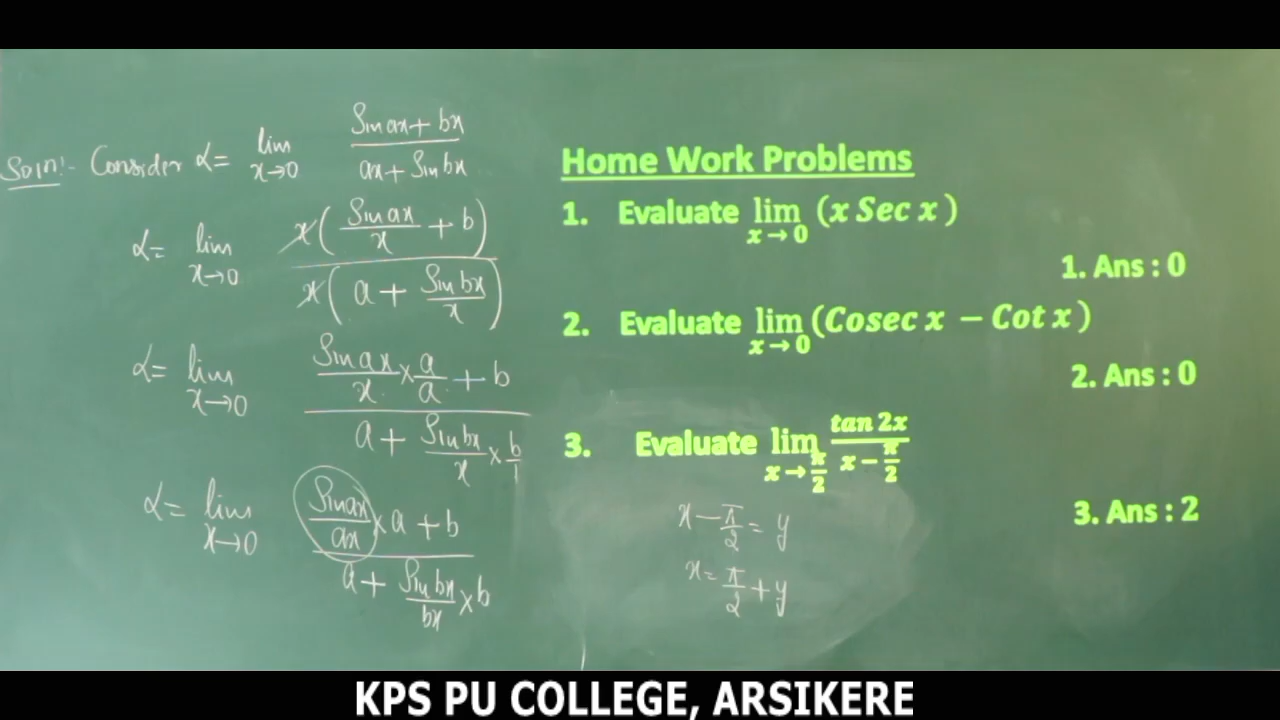 Soln:- Consider α = lim x→0 (Sin ax + bx)/(ax + Sin bx)
α = lim x→0 x(Sin ax/x + b) / x(a + Sin bx/x)
α = lim x→0 (Sin ax/x × a/a + b) / (a + Sin bx/x × b/1)
α = lim x→0 (Sin ax/ax × a + b) / (a + Sin bx/bx × b)
Home Work Problems
1. Evaluate lim x→0 (x Sec x)
1. Ans : 0
2. Evaluate lim x→0 (Cosec x − Cot x)
2. Ans : 0
3. Evaluate lim x→π/2 tan 2x / x − π/2
3. Ans : 2
x − π/2 = y
x = π/2 + y
KPS PU COLLEGE, ARSIKERE